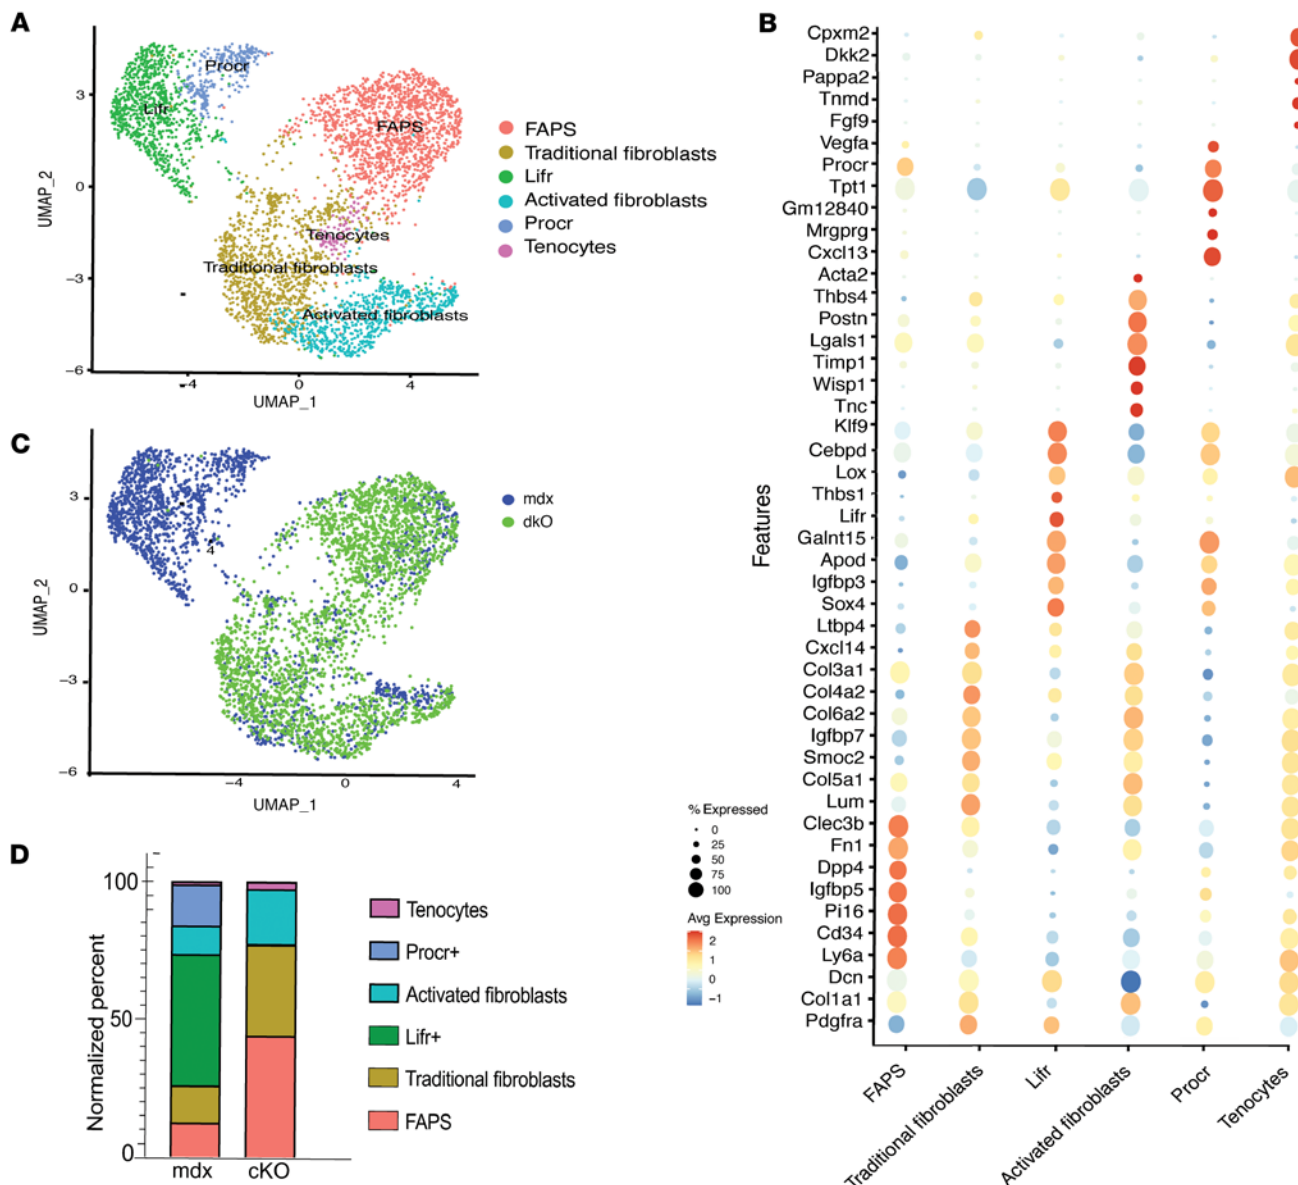 A
3
0
−3
−6
−4
0
4
UMAP_2
UMAP_1
Procr
Lifr
FAPS
Tenocytes
Traditional fibroblasts
Activated fibroblasts
FAPS
Traditional fibroblasts
Lifr
Activated fibroblasts
Procr
Tenocytes
B
Features
Cpxm2
Dkk2
Pappa2
Tnmd
Fgf9
Vegfa
Procr
Tpt1
Gm12840
Mrgprg
Cxcl13
Acta2
Thbs4
Postn
Lgals1
Timp1
Wisp1
Tnc
Klf9
Cebpd
Lox
Thbs1
Lifr
Galnt15
Apod
Igfbp3
Sox4
Ltbp4
Cxcl14
Col3a1
Col4a2
Col6a2
Igfbp7
Smoc2
Col5a1
Lum
Clec3b
Fn1
Dpp4
Igfbp5
Pi16
Cd34
Ly6a
Dcn
Col1a1
Pdgfra
FAPS
Traditional fibroblasts
Lifr
Activated fibroblasts
Procr
Tenocytes
% Expressed
0
25
50
75
100
Avg Expression
2
1
0
−1
C
3
0
−3
−6
−4
0
4
4
UMAP_2
UMAP_1
mdx
dkO
D
Normalized percent
100
50
0
mdx
cKO
Tenocytes
Procr+
Activated fibroblasts
Lifr+
Traditional fibroblasts
FAPS